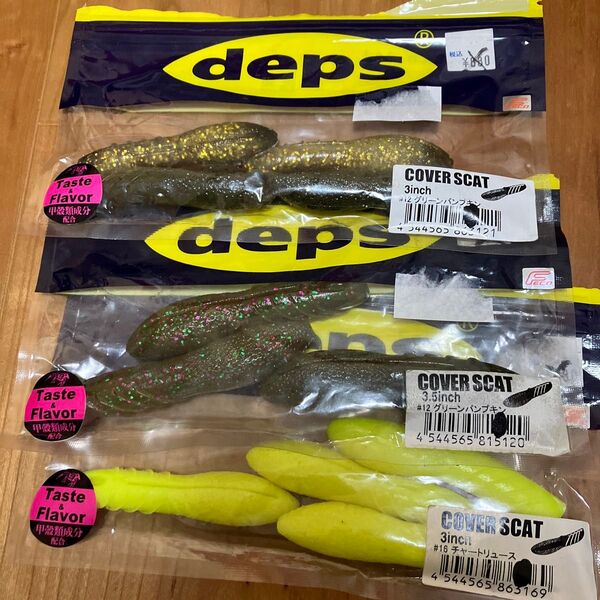 deps®
税込
Feco
Taste
&
Flavor
甲殻類成分
配合
COVER SCAT
3inch
#12 グリーンパンプキン
4 544565 863121
deps
Feco
Taste
&
Flavor
甲殻類成分
配合
COVER SCAT
3.5inch
#12 グリーンパンプキン
4 544565 815120
Taste
&
Flavor
甲殻類成分
配合
COVER SCAT
3inch
#16 チャートリュース
4 544565 863169